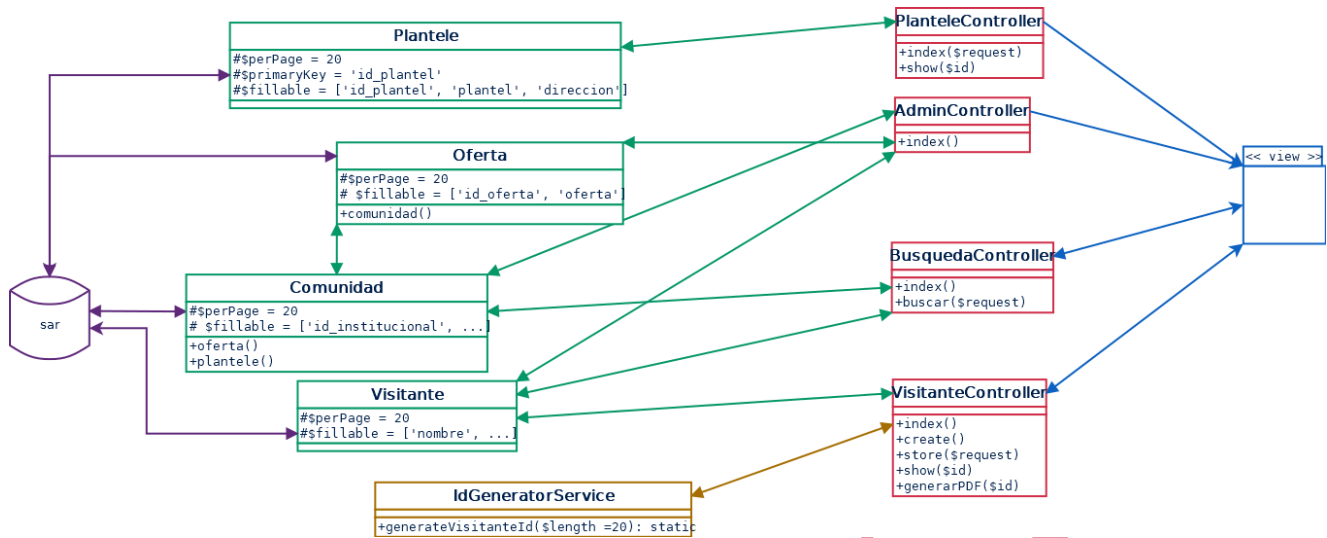 Plantele
#$perPage = 20
#$primaryKey = 'id_plantel'
#$fillable = ['id_plantel', 'plantel', 'direccion']
PlanteleController
+index($request)
+show($id)
AdminController
+index()
Oferta
#$perPage = 20
# $fillable = ['id_oferta', 'oferta']
+comunidad()
<< view >>
sar
Comunidad
#$perPage = 20
# $fillable = ['id_institucional', ...]
+oferta()
+plantele()
BusquedaController
+index()
+buscar($request)
Visitante
#$perPage = 20
#$fillable = ['nombre', ...]
VisitanteController
+index()
+create()
+store($request)
+show($id)
+generarPDF($id)
IdGeneratorService
+generateVisitanteId($length =20): static